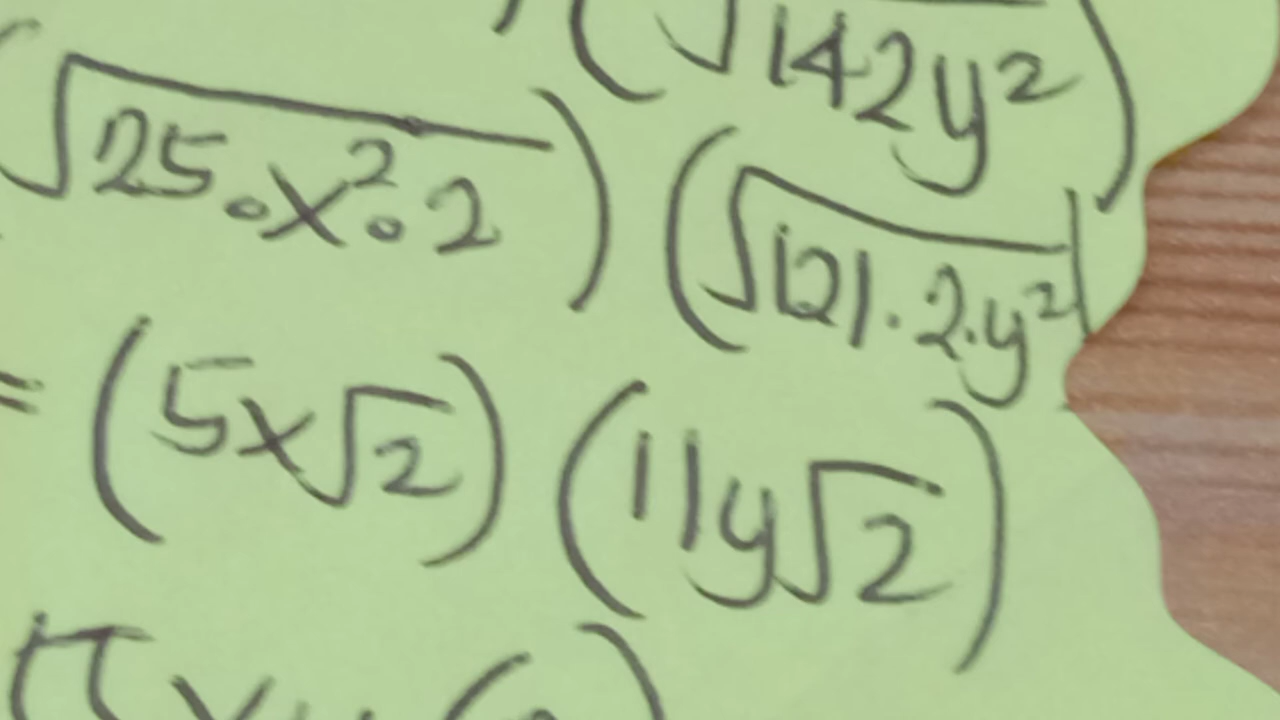 (√142y²)
√25.x².2) (√121.2.y²|
= (5x√2) (11y√2)